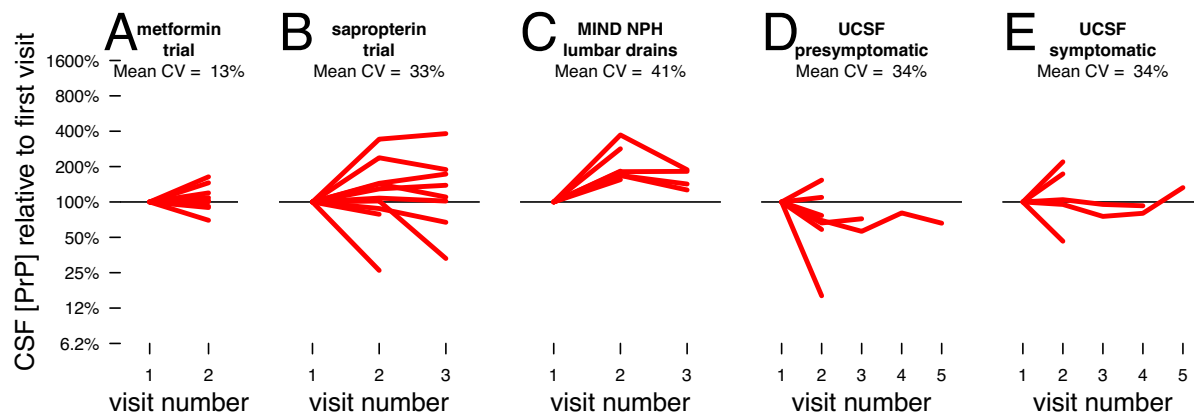 A
metformin
trial
Mean CV = 13%
B
sapropterin
trial
Mean CV = 33%
C
MIND NPH
lumbar drains
Mean CV = 41%
D
UCSF
presymptomatic
Mean CV = 34%
E
UCSF
symptomatic
Mean CV = 34%
CSF [PrP] relative to first visit
1600%
800%
400%
200%
100%
50%
25%
12%
6.2%
1 2
visit number
1 2 3
visit number
1 2 3
visit number
1 2 3 4 5
visit number
1 2 3 4 5
visit number